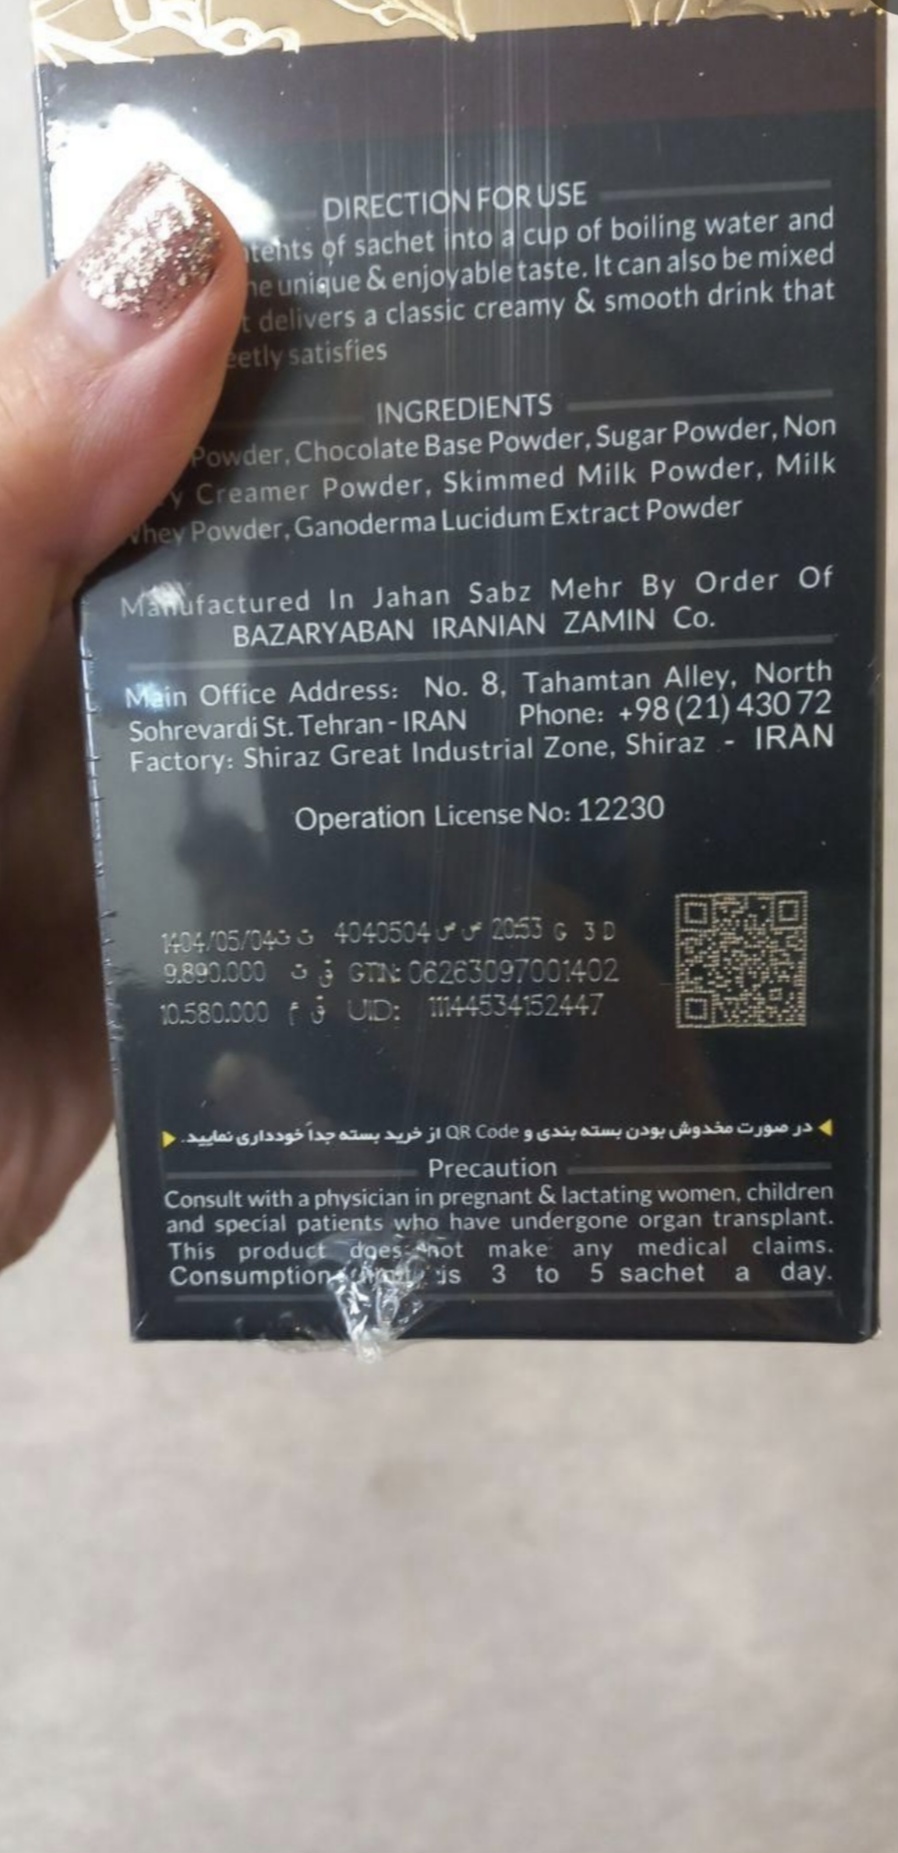 DIRECTION FOR USE
of sachet into a cup of boiling water and
unique & enjoyable taste. It can also be mixed
delivers a classic creamy & smooth drink that
satisfies
INGREDIENTS
Powder, Chocolate Base Powder, Sugar Powder, Non
Creamer Powder, Skimmed Milk Powder, Milk
Powder, Ganoderma Lucidum Extract Powder
Manufactured In Jahan Sabz Mehr By Order Of
BAZARYABAN IRANIAN ZAMIN Co.
Main Office Address: No. 8, Tahamtan Alley, North
Sohrevardi St. Tehran - IRAN Phone: +98 (21) 430 72
Factory: Shiraz Great Industrial Zone, Shiraz - IRAN
Operation License No: 12230
1404/05/04 4040504 س س 20:53 G 3 D
9.890.000 ق ت GTIN: 06263097001402
10.580.000 ق م UID: 11144534152447
در صورت مخدوش بودن بسته بندی و QR Code از خرید بسته جداً خودداری نمایید.
Precaution
Consult with a physician in pregnant & lactating women, children
and special patients who have undergone organ transplant.
This product does not make any medical claims.
Consumption is 3 to 5 sachet a day.